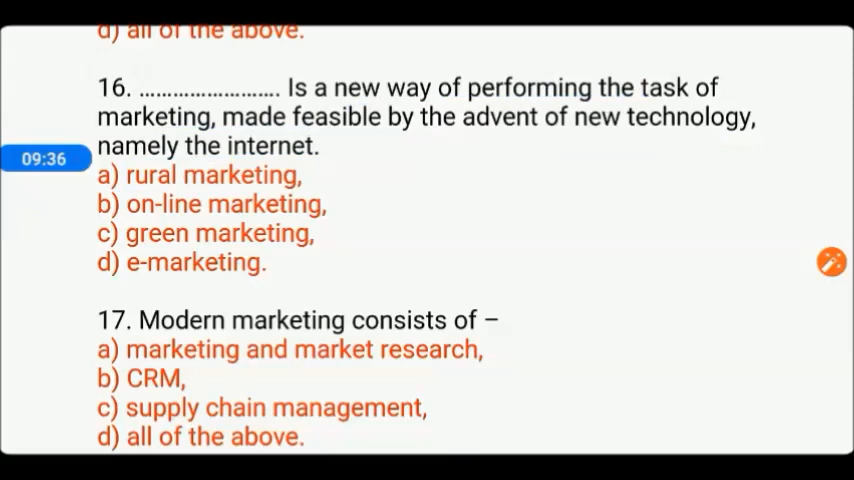 d) all of the above.
16. ........................ Is a new way of performing the task of
marketing, made feasible by the advent of new technology,
namely the internet.
09:36
a) rural marketing,
b) on-line marketing,
c) green marketing,
d) e-marketing.
17. Modern marketing consists of –
a) marketing and market research,
b) CRM,
c) supply chain management,
d) all of the above.